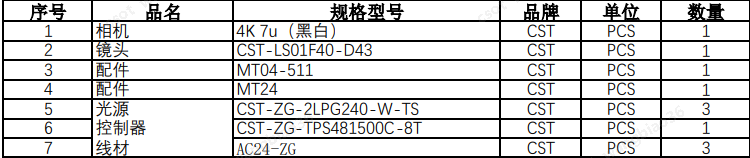 序号 品名 规格型号 品牌 单位 数量
1 相机 4K 7u（黑白） CST PCS 1
2 镜头 CST-LS01F40-D43 CST PCS 1
3 配件 MT04-511 CST PCS 1
4 配件 MT24 CST PCS 1
5 光源 CST-ZG-2LPG240-W-TS CST PCS 3
6 控制器 CST-ZG-TPS481500C-8T CST PCS 1
7 线材 AC24-ZG CST PCS 3